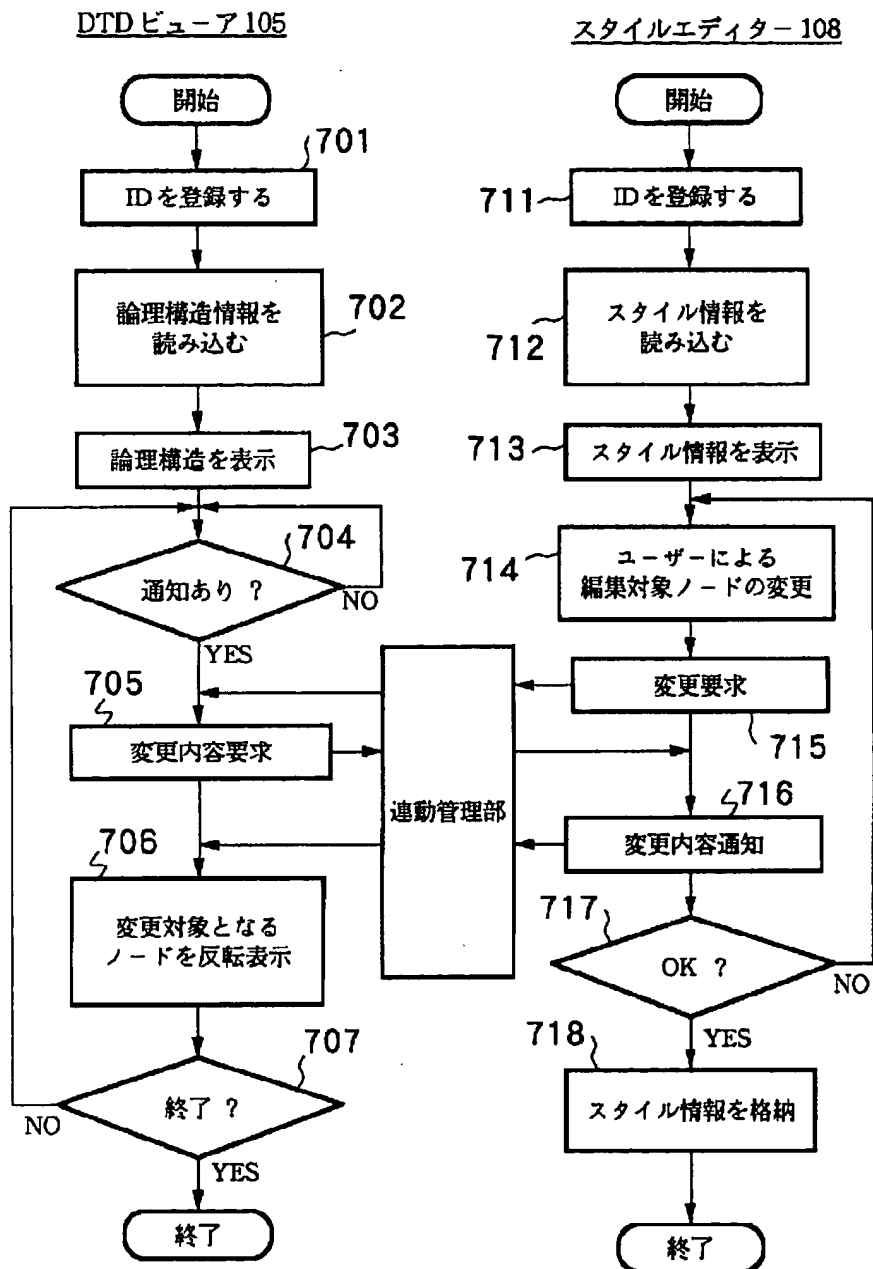 DTDビューア105
開始
701
IDを登録する
論理構造情報を
読み込む
702
703
論理構造を表示
704
通知あり ?
NO
YES
705
変更内容要求
706
変更対象となる
ノードを反転表示
707
終了 ?
NO
YES
終了
連動管理部
スタイルエディター108
開始
711
IDを登録する
スタイル情報を
読み込む
712
713
スタイル情報を表示
714
ユーザーによる
編集対象ノードの変更
変更要求
715
716
変更内容通知
717
OK ?
NO
YES
718
スタイル情報を格納
終了